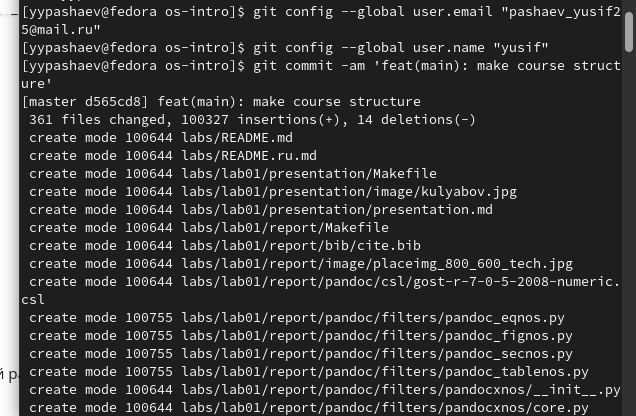 [yypashaev@fedora os-intro]$ git config --global user.email "pashaev_yusif2
5@mail.ru"
[yypashaev@fedora os-intro]$ git config --global user.name "yusif"
[yypashaev@fedora os-intro]$ git commit -am 'feat(main): make course struct
ure'
[master d565cd8] feat(main): make course structure
 361 files changed, 100327 insertions(+), 14 deletions(-)
 create mode 100644 labs/README.md
 create mode 100644 labs/README.ru.md
 create mode 100644 labs/lab01/presentation/Makefile
 create mode 100644 labs/lab01/presentation/image/kulyabov.jpg
 create mode 100644 labs/lab01/presentation/presentation.md
 create mode 100644 labs/lab01/report/Makefile
 create mode 100644 labs/lab01/report/bib/cite.bib
 create mode 100644 labs/lab01/report/image/placeimg_800_600_tech.jpg
 create mode 100644 labs/lab01/report/pandoc/csl/gost-r-7-0-5-2008-numeric.
csl
 create mode 100755 labs/lab01/report/pandoc/filters/pandoc_eqnos.py
 create mode 100755 labs/lab01/report/pandoc/filters/pandoc_fignos.py
 create mode 100755 labs/lab01/report/pandoc/filters/pandoc_secnos.py
 create mode 100755 labs/lab01/report/pandoc/filters/pandoc_tablenos.py
 create mode 100644 labs/lab01/report/pandoc/filters/pandocxnos/__init__.py
 create mode 100644 labs/lab01/report/pandoc/filters/pandocxnos/core.py